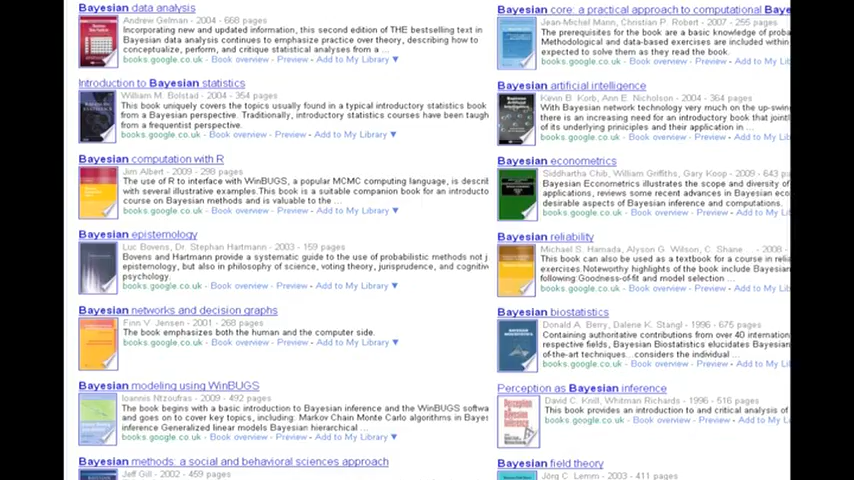 Bayesian data analysis
Andrew Gelman - 2004 - 668 pages
Incorporating new and updated information, this second edition of THE bestselling text in
Bayesian data analysis continues to emphasize practice over theory, describing how to
conceptualize, perform, and critique statistical analyses from a ...
books.google.co.uk - Book overview - Preview - Add to My Library ▼
Introduction to Bayesian statistics
William M. Bolstad - 2004 - 354 pages
This book uniquely covers the topics usually found in a typical introductory statistics book
from a Bayesian perspective. Traditionally, introductory statistics courses have been taugh
from a frequentist perspective.
books.google.co.uk - Book overview - Preview - Add to My Library ▼
Bayesian computation with R
Jim Albert - 2009 - 298 pages
The use of R to interface with WinBUGS, a popular MCMC computing language, is descril
with several illustrative examples.This book is a suitable companion book for an introductory
course on Bayesian methods and is valuable to the ...
books.google.co.uk - Book overview - Preview - Add to My Library ▼
Bayesian epistemology
Luc Bovens, Dr. Stephan Hartmann - 2003 - 159 pages
Bovens and Hartmann provide a systematic guide to the use of probabilistic methods not j
epistemology, but also in philosophy of science, voting theory, jurisprudence, and cognitiv
psychology.
books.google.co.uk - Book overview - Preview - Add to My Library ▼
Bayesian networks and decision graphs
Finn V. Jensen - 2001 - 268 pages
The book emphasizes both the human and the computer side.
books.google.co.uk - Book overview - Preview - Add to My Library ▼
Bayesian modeling using WinBUGS
Ioannis Ntzoufras - 2009 - 492 pages
The book begins with a basic introduction to Bayesian inference and the WinBUGS softwa
and goes on to cover key topics, including: Markov Chain Monte Carlo algorithms in Bayes
inference Generalized linear models Bayesian hierarchical ...
books.google.co.uk - Book overview - Preview - Add to My Library ▼
Bayesian methods: a social and behavioral sciences approach
Jeff Gill - 2002 - 459 pages
Bayesian core: a practical approach to computational Baye
Jean-Michel Marin, Christian P. Robert - 2007 - 255 pages
The prerequisites for the book are a basic knowledge of proba
Methodological and data-based exercises are included within
expected to solve them as they read the book.
books.google.co.uk - Book overview - Preview - Add to My Lib
Bayesian artificial intelligence
Kevin B. Korb, Ann E. Nicholson - 2004 - 364 pages
With Bayesian network technology very much on the up-swin
there is an increasing need for an introductory book that joint
of its underlying priniciples and their application in ...
books.google.co.uk - Book overview - Preview - Add to My Lib
Bayesian econometrics
Siddhartha Chib, William Griffiths, Gary Koop - 2009 - 643 p
Bayesian Econometrics illustrates the scope and diversity of
applications, reviews some recent advances in Bayesian eco
desirable aspects of Bayesian inference and computations.
books.google.co.uk - Book overview - Preview - Add to My Lib
Bayesian reliability
Michael S. Hamada, Alyson G. Wilson, C. Shane ... - 2008 -
This book can also be used as a textbook for a course in relia
exercises Noteworthy highlights of the book include Bayesian
following Goodness-of-fit and model selection ...
books.google.co.uk - Book overview - Preview - Add to My Lib
Bayesian biostatistics
Donald A. Berry, Dalene K. Stangl - 1996 - 675 pages
Containing authoritative contributions from over 40 internation
respective fields, Bayesian Biostatistics elucidates Bayesian
of-the-art techniques...considers the individual ...
books.google.co.uk - Book overview - Preview - Add to My Lib
Perception as Bayesian inference
David C. Knill, Whitman Richards - 1996 - 516 pages
This book provides an introduction to and critical analysis of
books.google.co.uk - Book overview - Preview - Add to My Lib
Bayesian field theory
Jörg C. Lemm - 2003 - 411 pages